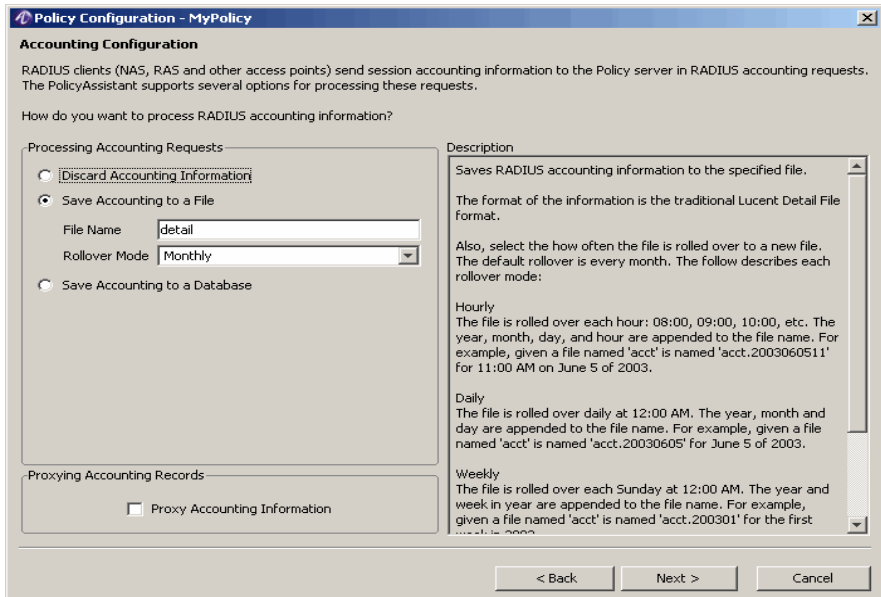 Policy Configuration - MyPolicy
Accounting Configuration
RADIUS clients (NAS, RAS and other access points) send session accounting information to the Policy server in RADIUS accounting requests.
The PolicyAssistant supports several options for processing these requests.
How do you want to process RADIUS accounting information?
Processing Accounting Requests
Discard Accounting Information
Save Accounting to a File
File Name detail
Rollover Mode Monthly
Save Accounting to a Database
Proxying Accounting Records
Proxy Accounting Information
Description
Saves RADIUS accounting information to the specified file.
The format of the information is the traditional Lucent Detail File
format.
Also, select the how often the file is rolled over to a new file.
The default rollover is every month. The follow describes each
rollover mode:
Hourly
The file is rolled over each hour: 08:00, 09:00, 10:00, etc. The
year, month, day, and hour are appended to the file name. For
example, given a file named 'acct' is named 'acct.2003060511'
for 11:00 AM on June 5 of 2003.
Daily
The file is rolled over daily at 12:00 AM. The year, month and
day are appended to the file name. For example, given a file
named 'acct' is named 'acct.20030605' for June 5 of 2003.
Weekly
The file is rolled over each Sunday at 12:00 AM. The year and
week in year are appended to the file name. For example,
given a file named 'acct' is named 'acct.200301' for the first
< Back
Next >
Cancel